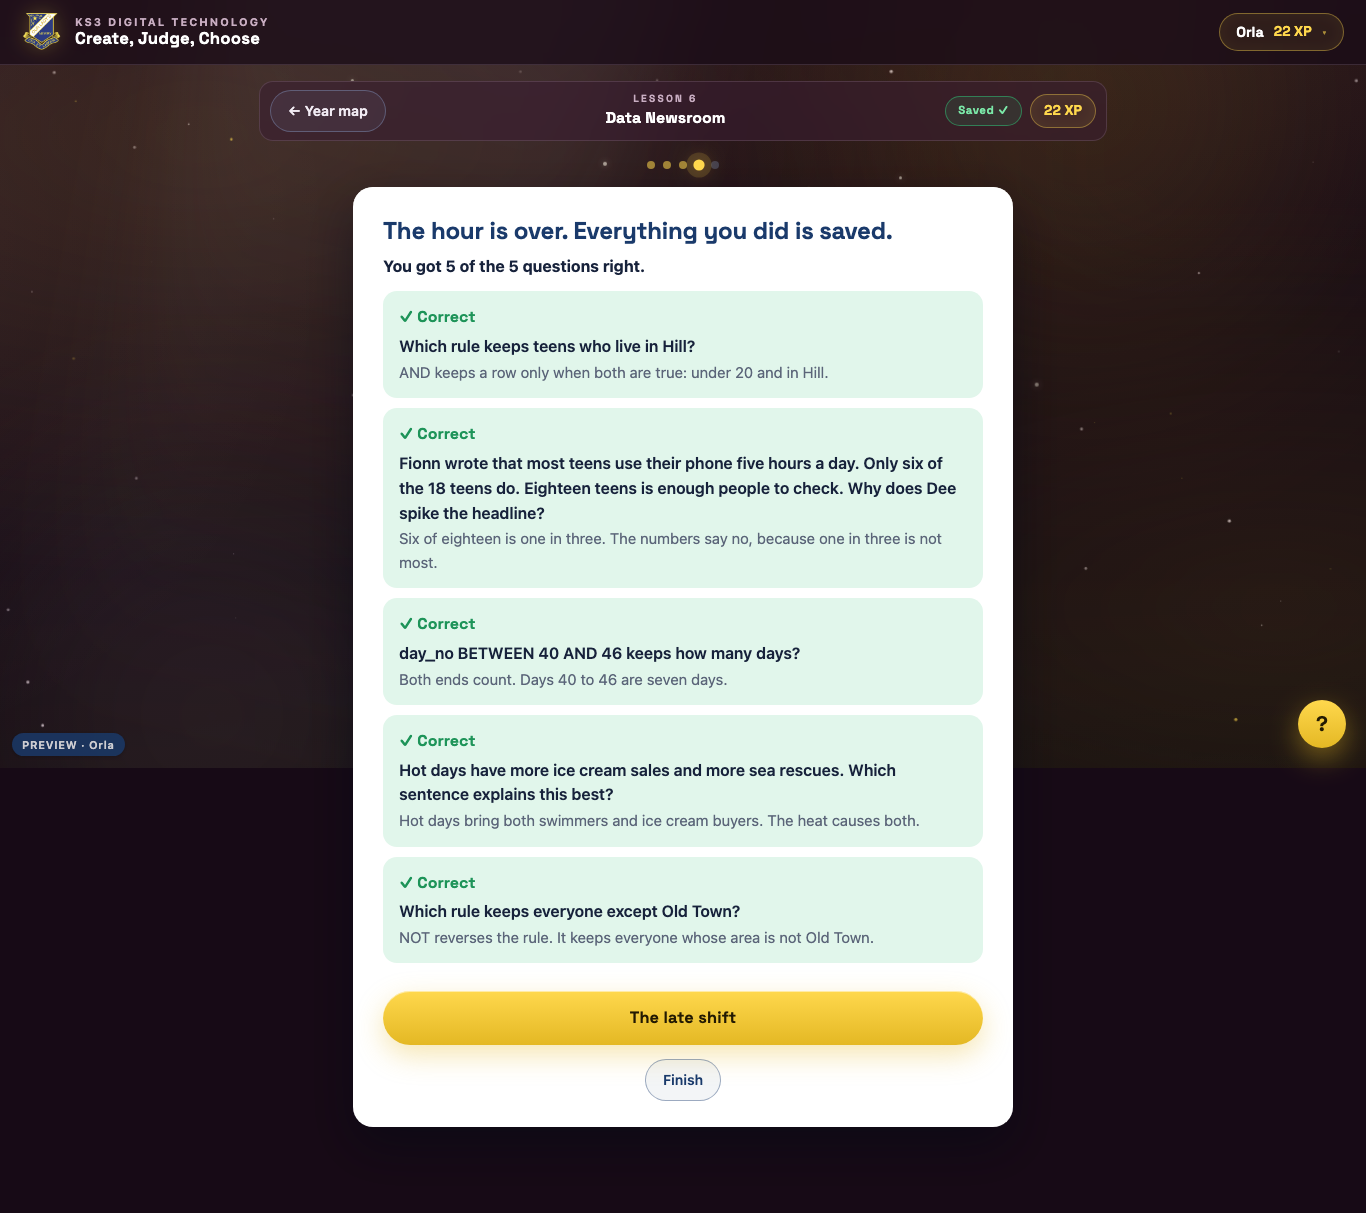 KS3 DIGITAL TECHNOLOGY
Create, Judge, Choose
Orla 22 XP
← Year map
LESSON 6
Data Newsroom
Saved ✓
22 XP
The hour is over. Everything you did is saved.
You got 5 of the 5 questions right.
✓ Correct
Which rule keeps teens who live in Hill?
AND keeps a row only when both are true: under 20 and in Hill.
✓ Correct
Fionn wrote that most teens use their phone five hours a day. Only six of
the 18 teens do. Eighteen teens is enough people to check. Why does Dee
spike the headline?
Six of eighteen is one in three. The numbers say no, because one in three is not
most.
✓ Correct
day_no BETWEEN 40 AND 46 keeps how many days?
Both ends count. Days 40 to 46 are seven days.
✓ Correct
Hot days have more ice cream sales and more sea rescues. Which
sentence explains this best?
Hot days bring both swimmers and ice cream buyers. The heat causes both.
✓ Correct
Which rule keeps everyone except Old Town?
NOT reverses the rule. It keeps everyone whose area is not Old Town.
The late shift
Finish
PREVIEW · Orla
?